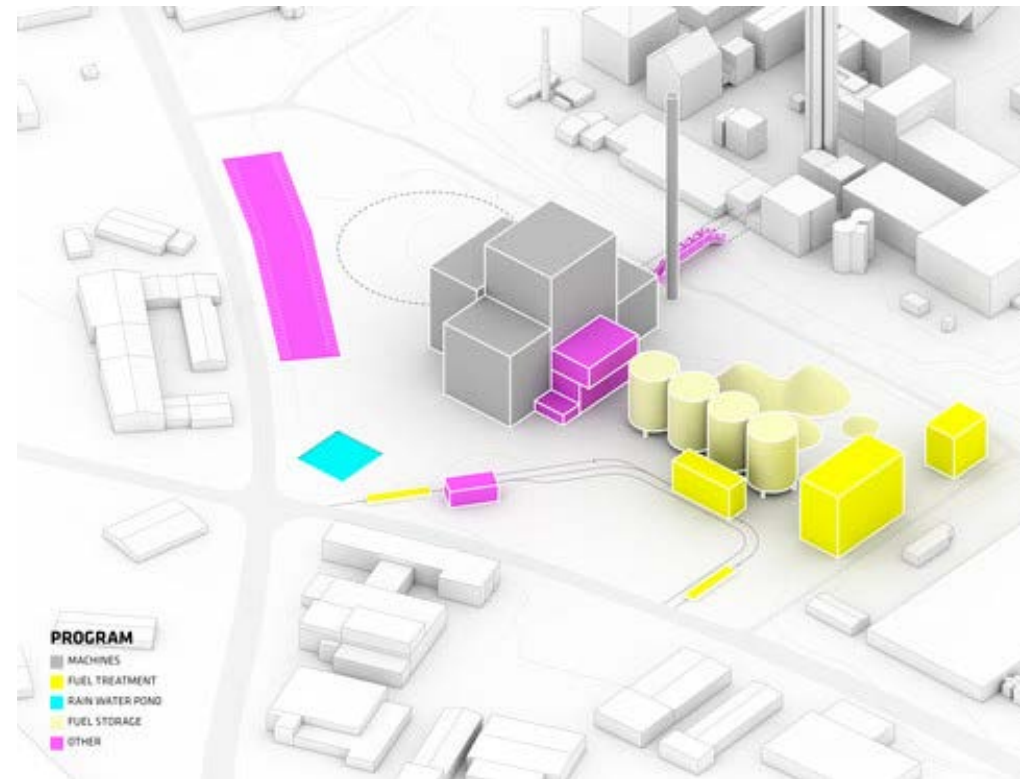 PROGRAM
MACHINES
FUEL TREATMENT
RAIN WATER POND
FUEL STORAGE
OTHER